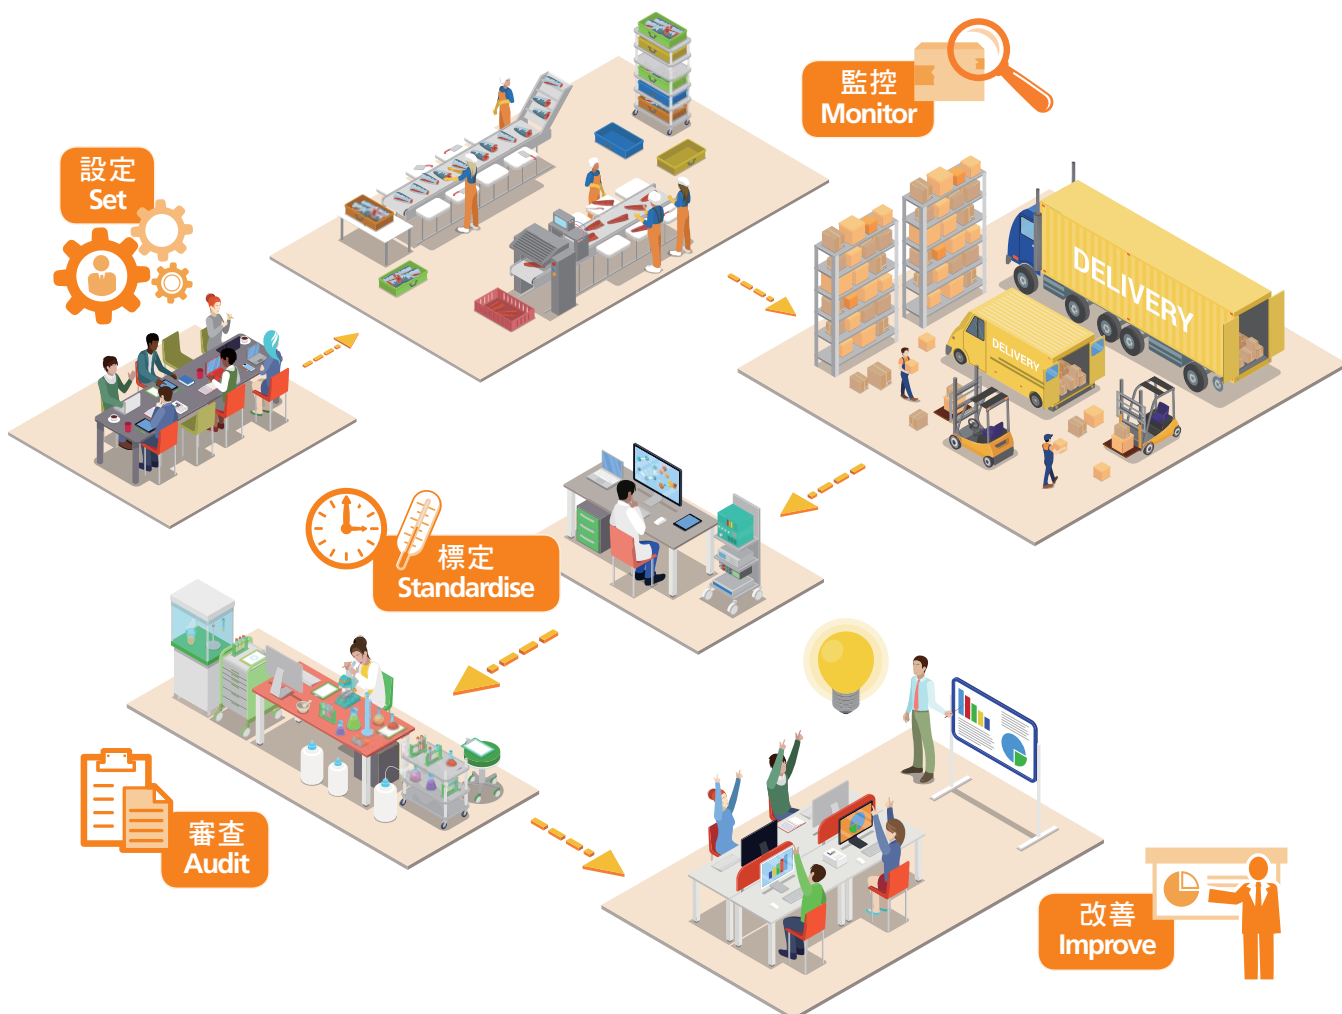 設定
Set
監控
Monitor
DELIVERY
DELIVERY
標定
Standardise
審查
Audit
改善
Improve